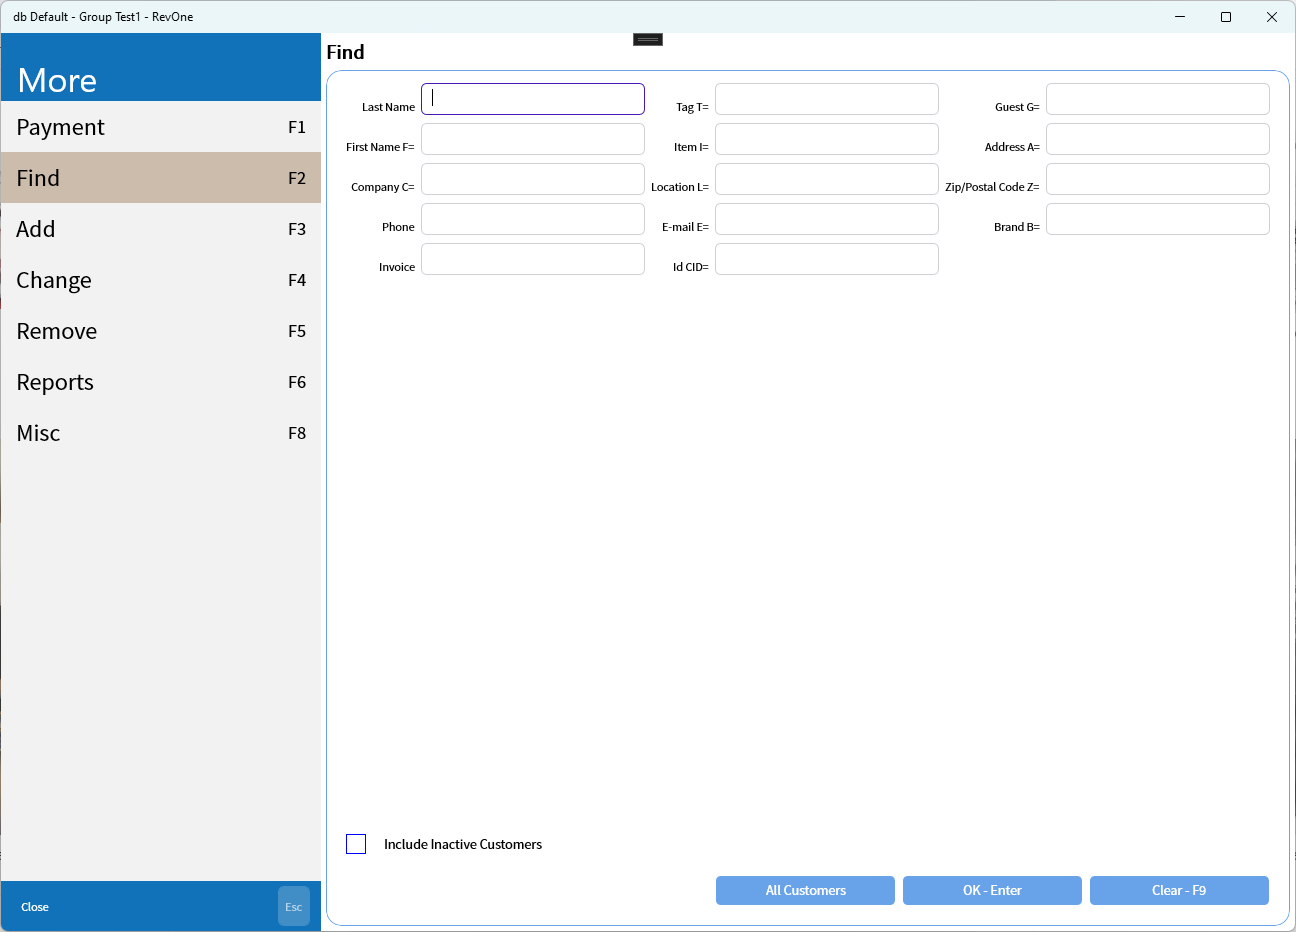 db Default - Group Test1 - RevOne
More
Payment F1
Find F2
Add F3
Change F4
Remove F5
Reports F6
Misc F8
Close Esc
Find
Last Name Tag T= Guest G=
First Name F= Item I= Address A=
Company C= Location L= Zip/Postal Code Z=
Phone E-mail E= Brand B=
Invoice Id CID=
Include Inactive Customers
All Customers OK - Enter Clear - F9